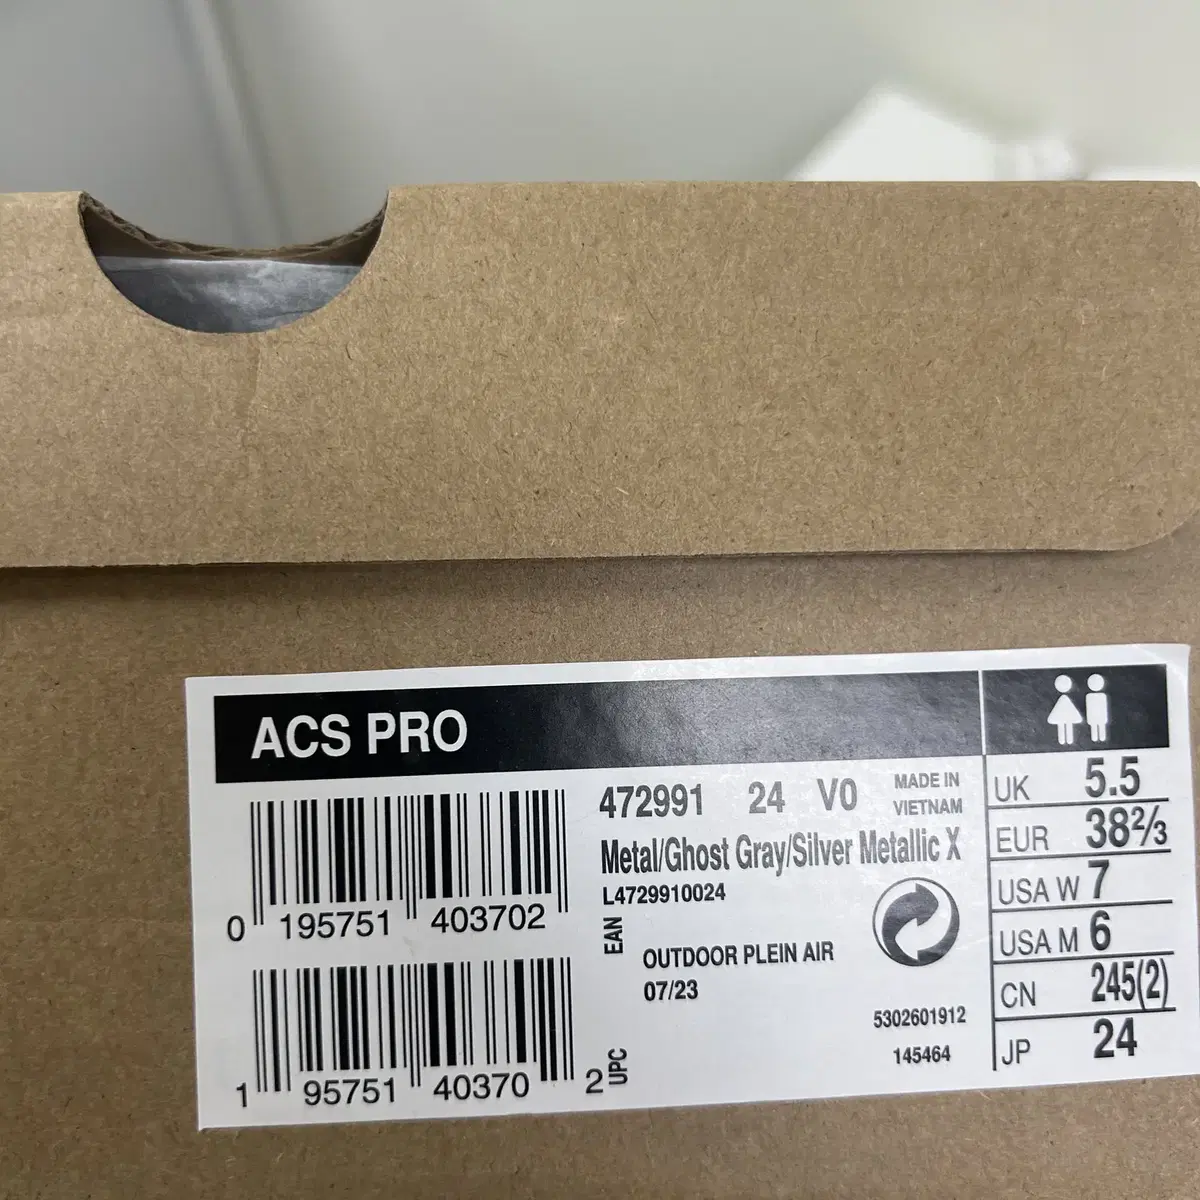 ACS PRO
472991 24 V0
MADE IN
VIETNAM
Metal/Ghost Gray/Silver Metallic X
L4729910024
0 195751 403702
EAN
OUTDOOR PLEIN AIR
07/23
5302601912
145464
1 95751 40370 2
UPC
UK 5.5
EUR 38²/₃
USA W 7
USA M 6
CN 245(2)
JP 24